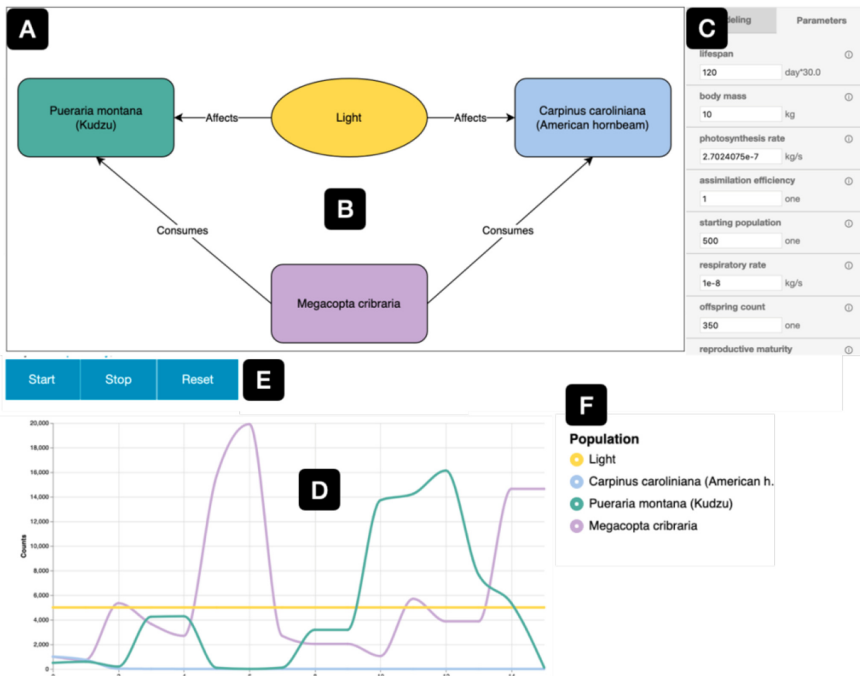 A
C
deling
Parameters
lifespan
120 day*30.0
body mass
10 kg
photosynthesis rate
2.7024075e-7 kg/s
assimilation efficiency
1 one
starting population
500 one
respiratory rate
1e-8 kg/s
offspring count
350 one
reproductive maturity
Pueraria montana
(Kudzu)
Affects
Light
Affects
Carpinus caroliniana
(American hornbeam)
B
Consumes
Consumes
Megacopta cribraria
Start
Stop
Reset
E
F
Population
Light
Carpinus caroliniana (American h.
Pueraria montana (Kudzu)
Megacopta cribraria
D
20,000
18,000
16,000
14,000
12,000
10,000
8,000
6,000
4,000
2,000
0
Counts